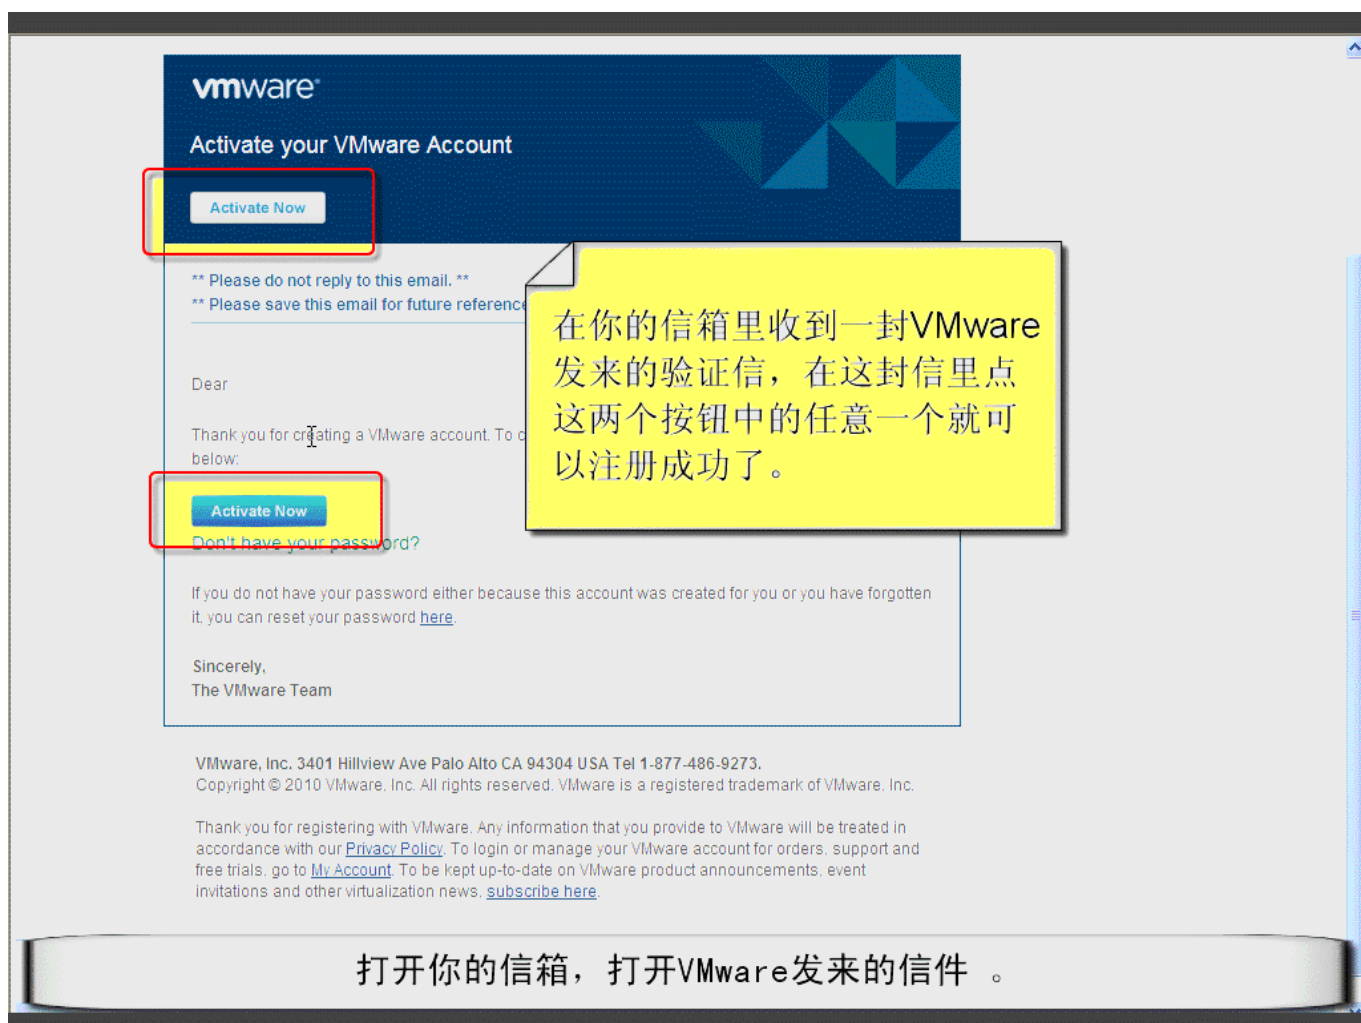 vmware
Activate your VMware Account
Activate Now
** Please do not reply to this email. **
** Please save this email for future reference
在你的信箱里收到一封VMware
发来的验证信，在这封信里点
这两个按钮中的任意一个就可
以注册成功了。
Dear
Thank you for creating a VMware account. To c
below:
Activate Now
Don't have your password?
If you do not have your password either because this account was created for you or you have forgotten
it, you can reset your password here.
Sincerely,
The VMware Team
VMware, Inc. 3401 Hillview Ave Palo Alto CA 94304 USA Tel 1-877-486-9273.
Copyright © 2010 VMware, Inc. All rights reserved. VMware is a registered trademark of VMware, Inc.
Thank you for registering with VMware. Any information that you provide to VMware will be treated in
accordance with our Privacy Policy. To login or manage your VMware account for orders, support and
free trials, go to My Account. To be kept up-to-date on VMware product announcements, event
invitations and other virtualization news, subscribe here.
打开你的信箱，打开VMware发来的信件 。